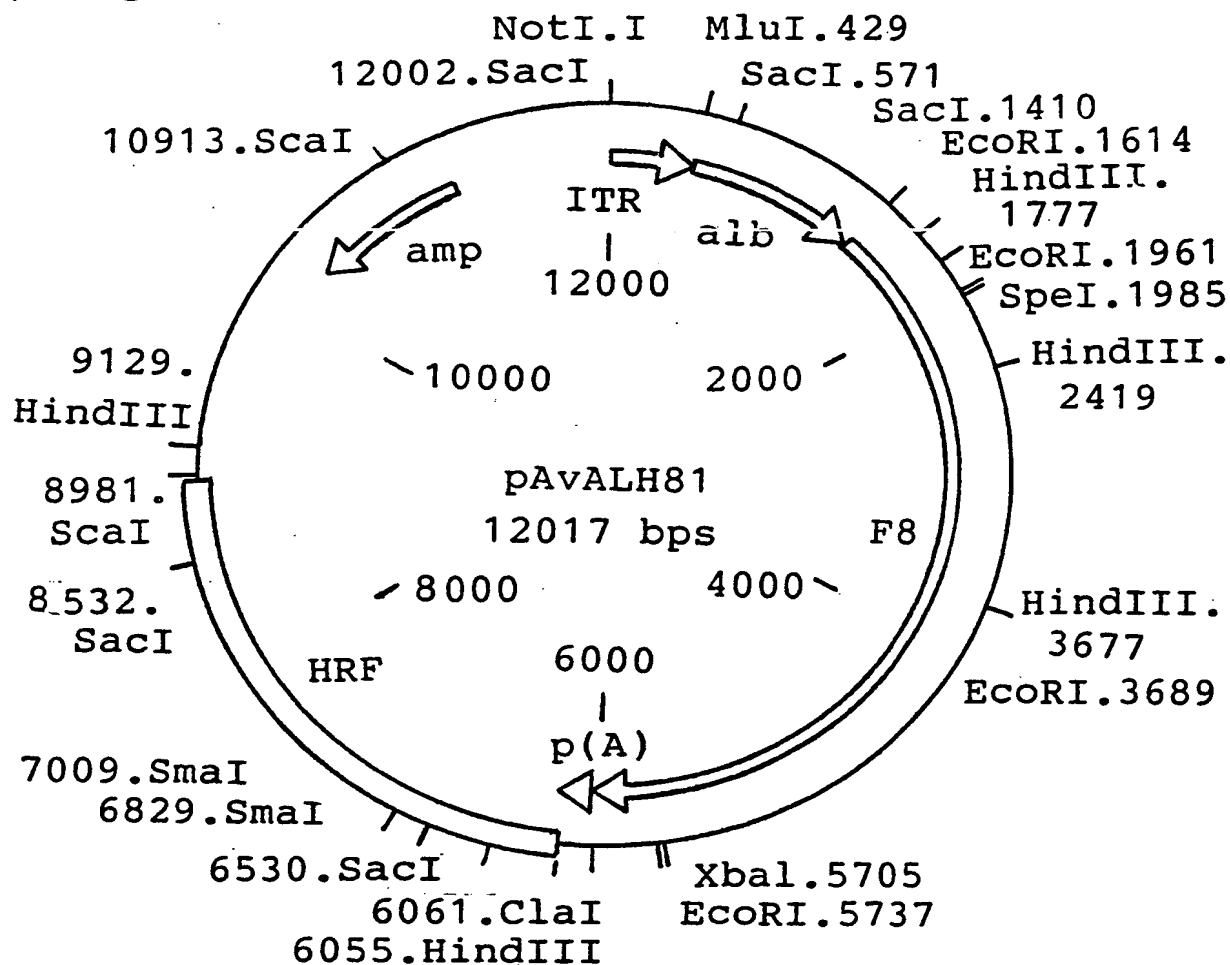 NotI.I MluI.429
12002.SacI SacI.571
SacI.1410
10913.ScaI EcoRI.1614
HindIII.
1777
ITR alb
amp EcoRI.1961
12000 SpeI.1985
9129. HindIII.
10000 2000 2419
HindIII
pAvALH81
8981. 12017 bps F8
ScaI
8000 4000
8532. HindIII.
SacI 3677
HRF 6000 EcoRI.3689
p(A)
7009.SmaI
6829.SmaI
6530.SacI Xbal.5705
6061.ClaI EcoRI.5737
6055.HindIII